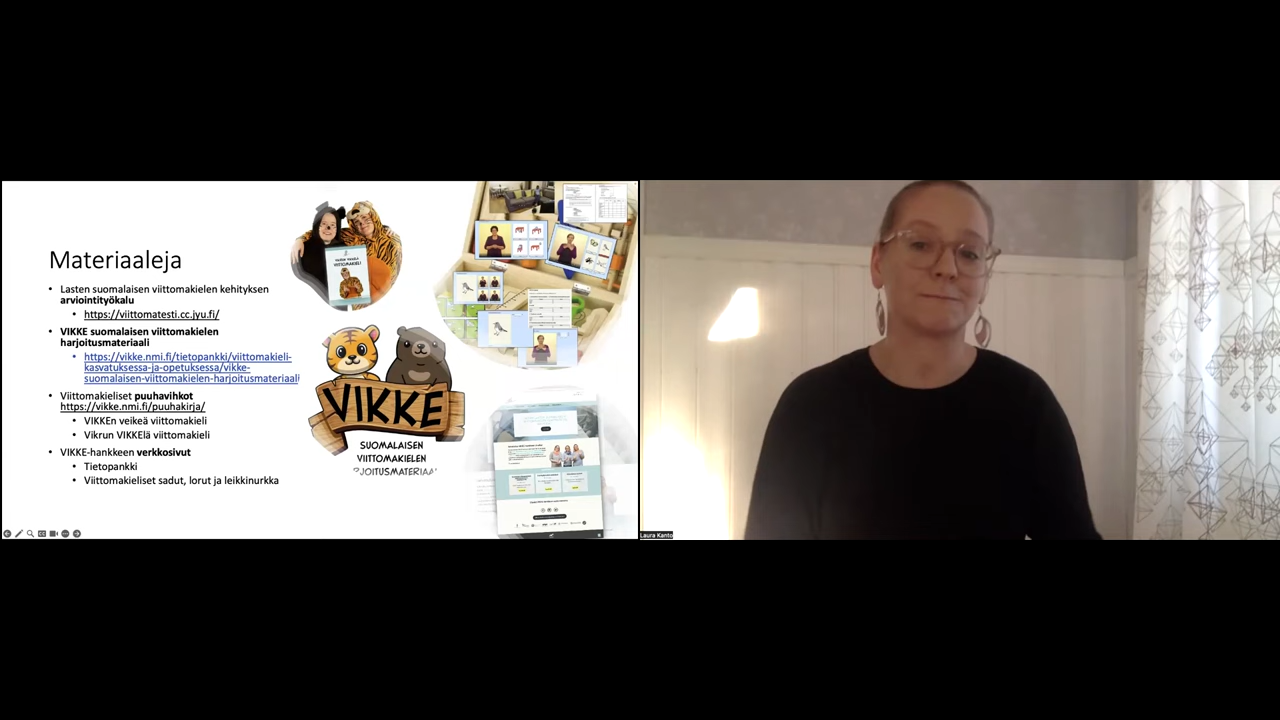 Materiaaleja
• Lasten suomalaisen viittomakielen kehityksen
arviointityökalu
• https://viittomatesti.cc.jyu.fi/
• VIKKE suomalaisen viittomakielen
harjoitusmateriaali
• https://vikke.nmi.fi/tietopankki/viittomakieli-
kasvatuksessa-ja-opetuksessa/vikke-
suomalaisen-viittomakielen-harjoitusmateriaali
• Viittomakieliset puuhavihkot
https://vikke.nmi.fi/puuhakirja/
• VIKKEn veikeä viittomakieli
• Vikrun VIKKElä viittomakieli
• VIKKE-hankkeen verkkosivut
• Tietopankki
• Viittomakieliset sadut, lorut ja leikkinurkka
VIKKE
SUOMALAISEN
VIITTOMAKIELEN
Laura Kanto